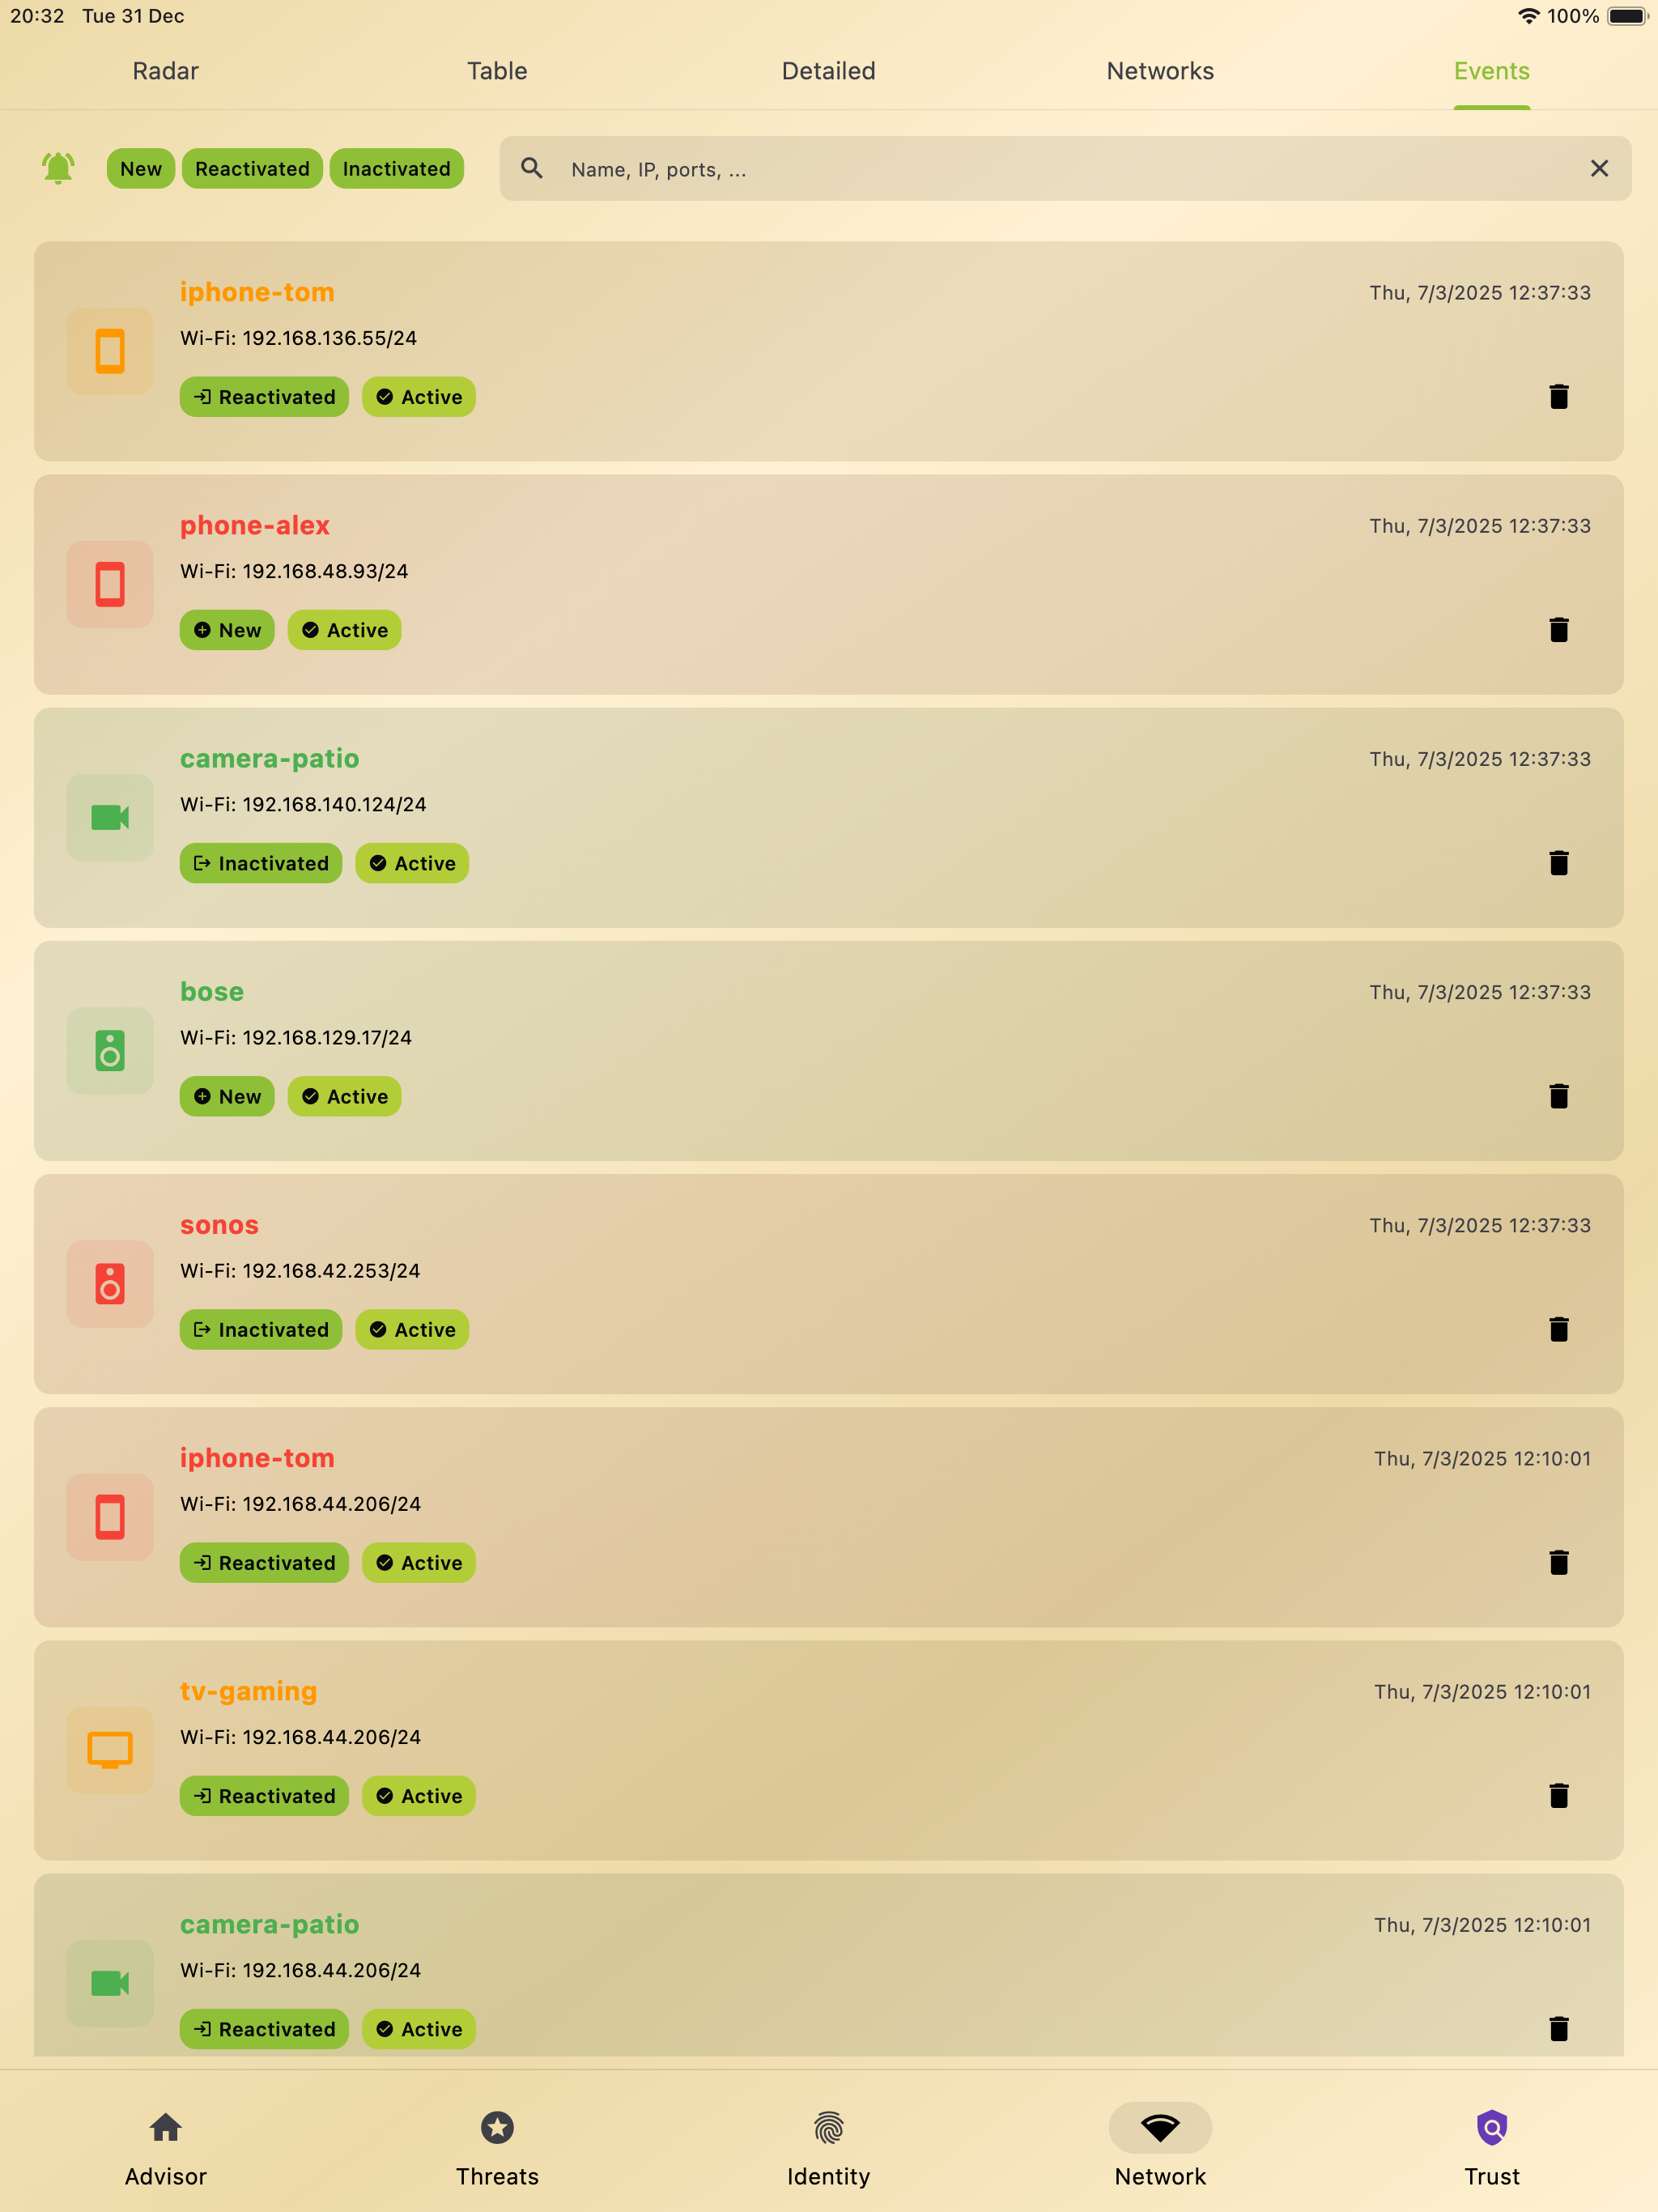 20:32 Tue 31 Dec 100%
Radar Table Detailed Networks Events
New Reactivated Inactivated Name, IP, ports, ...
iphone-tom Thu, 7/3/2025 12:37:33
Wi-Fi: 192.168.136.55/24
Reactivated Active
phone-alex Thu, 7/3/2025 12:37:33
Wi-Fi: 192.168.48.93/24
New Active
camera-patio Thu, 7/3/2025 12:37:33
Wi-Fi: 192.168.140.124/24
Inactivated Active
bose Thu, 7/3/2025 12:37:33
Wi-Fi: 192.168.129.17/24
New Active
sonos Thu, 7/3/2025 12:37:33
Wi-Fi: 192.168.42.253/24
Inactivated Active
iphone-tom Thu, 7/3/2025 12:10:01
Wi-Fi: 192.168.44.206/24
Reactivated Active
tv-gaming Thu, 7/3/2025 12:10:01
Wi-Fi: 192.168.44.206/24
Reactivated Active
camera-patio Thu, 7/3/2025 12:10:01
Wi-Fi: 192.168.44.206/24
Reactivated Active
Advisor Threats Identity Network Trust